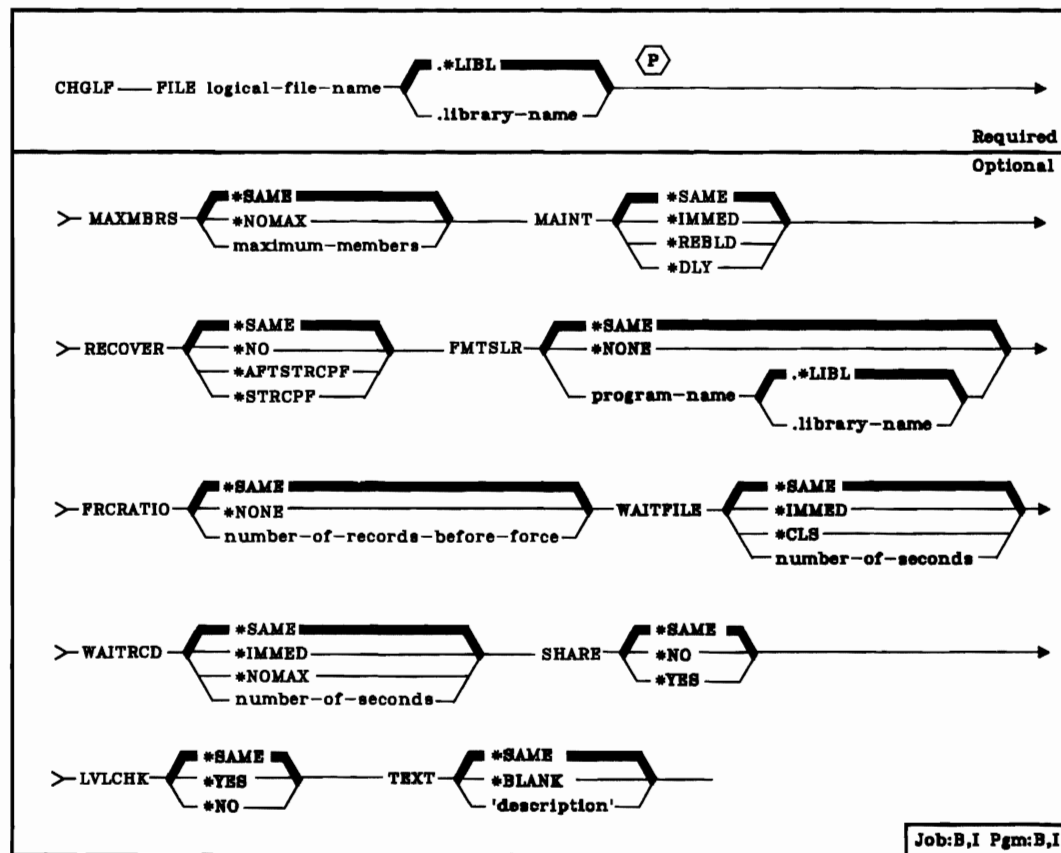 .*LIBL
P
CHGLF FILE logical-file-name
.library-name
Required
Optional
*SAME
MAXMBRS *NOMAX
maximum-members
*SAME
MAINT *IMMED
*REBLD
*DLY
*SAME
RECOVER *NO
*AFTSTRCPF
*STRCPF
*SAME
FMTSLR *NONE
.*LIBL
program-name
.library-name
*SAME
FRCRATIO *NONE
number-of-records-before-force
*SAME
WAITFILE *IMMED
*CLS
number-of-seconds
*SAME
WAITRCD *IMMED
*NOMAX
number-of-seconds
*SAME
SHARE *NO
*YES
*SAME
LVLCHK *YES
*NO
*SAME
TEXT *BLANK
'description'
Job:B,I Pgm:B,I